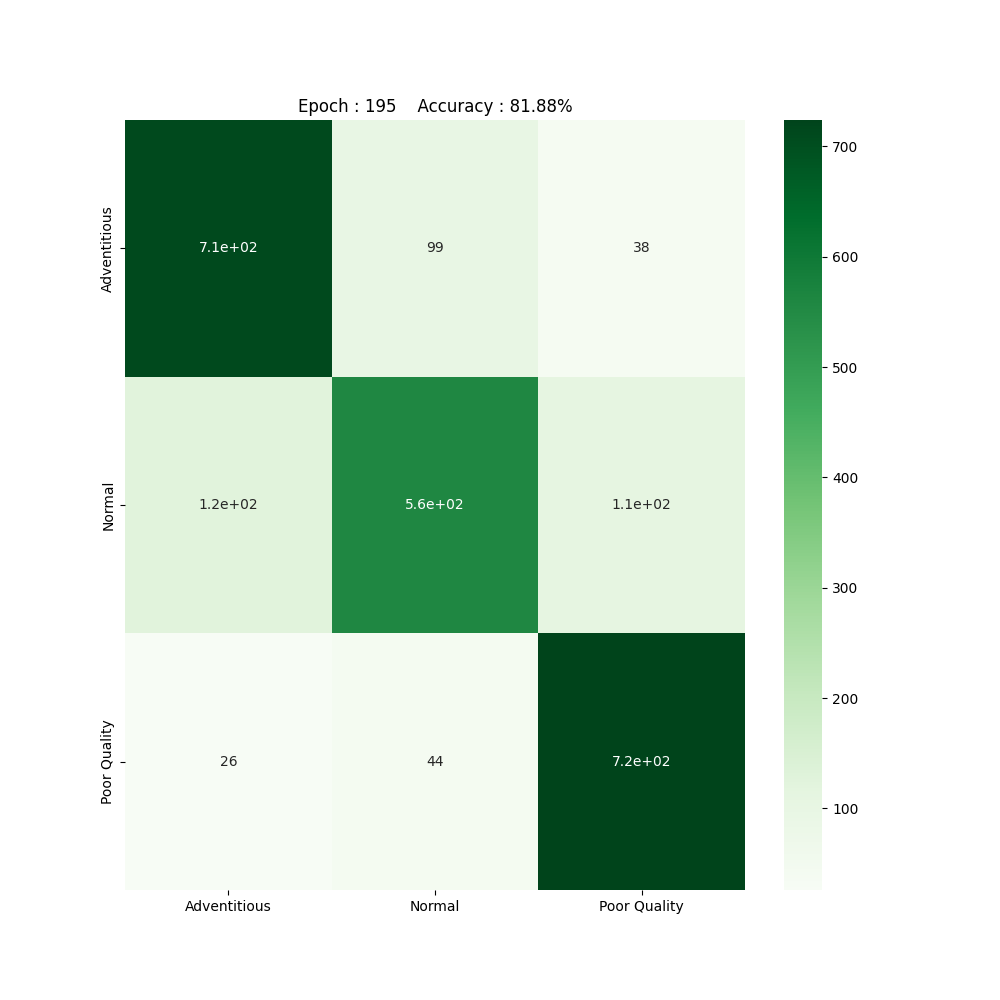 Epoch : 195    Accuracy : 81.88%
Adventitious
7.1e+02
99
38
Normal
1.2e+02
5.6e+02
1.1e+02
Poor Quality
26
44
7.2e+02
Adventitious
Normal
Poor Quality
700
600
500
400
300
200
100